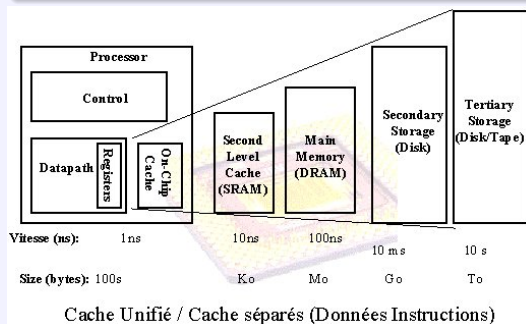 Processor
Control
Datapath
Registers
On-Chip
Cache
Second
Level
Cache
(SRAM)
Main
Memory
(DRAM)
Secondary
Storage
(Disk)
Tertiary
Storage
(Disk/Tape)
Vitesse (ns): 1ns 10ns 100ns 10 ms 10 s
Size (bytes): 100s Ko Mo Go To
Cache Unifié / Cache séparés (Données Instructions)